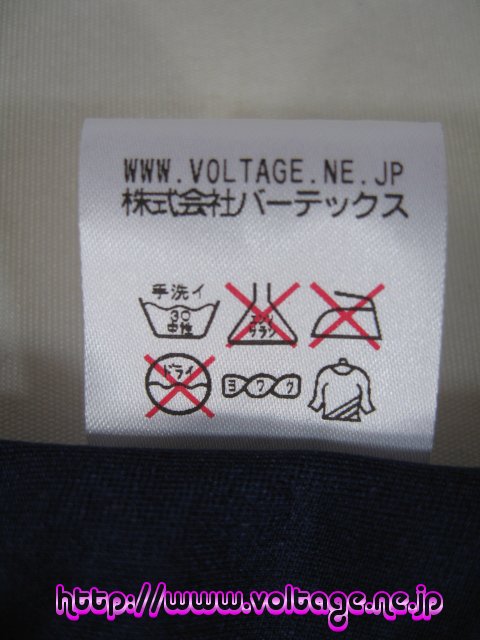 WWW.VOLTAGE.NE.JP
株式会社バーテックス
手洗イ
30
中性
エンソ
サラシ
ドライ
ヨワク
http://www.voltage.ne.jp